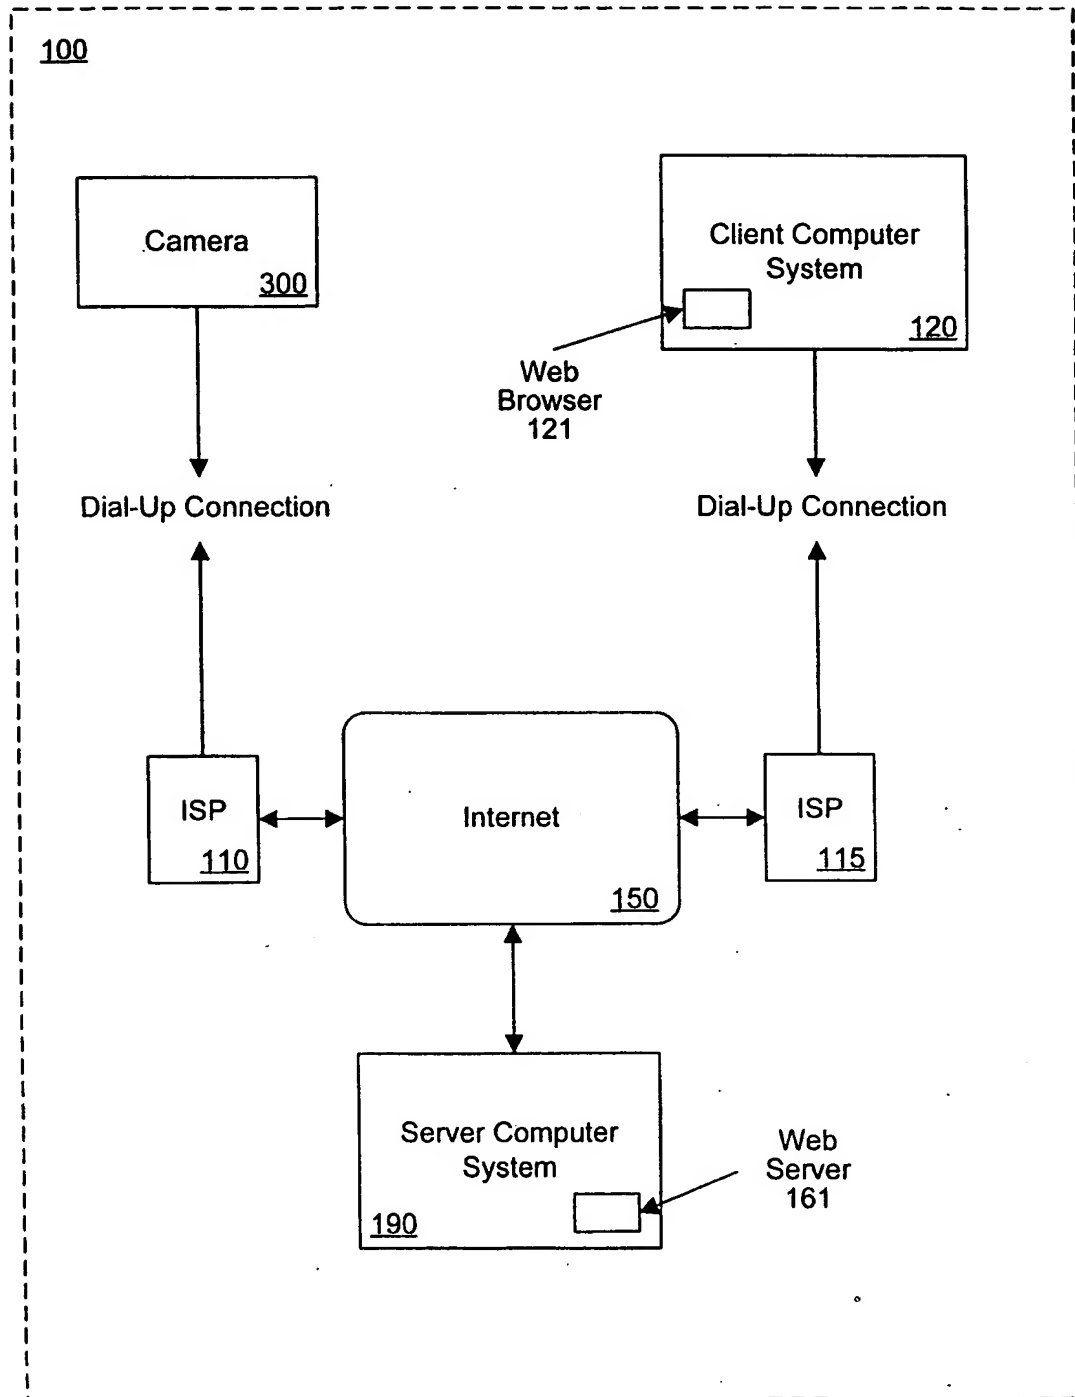 100
Camera
300
Client Computer
System
120
Web
Browser
121
Dial-Up Connection
Dial-Up Connection
ISP
110
Internet
150
ISP
115
Server Computer
System
190
Web
Server
161